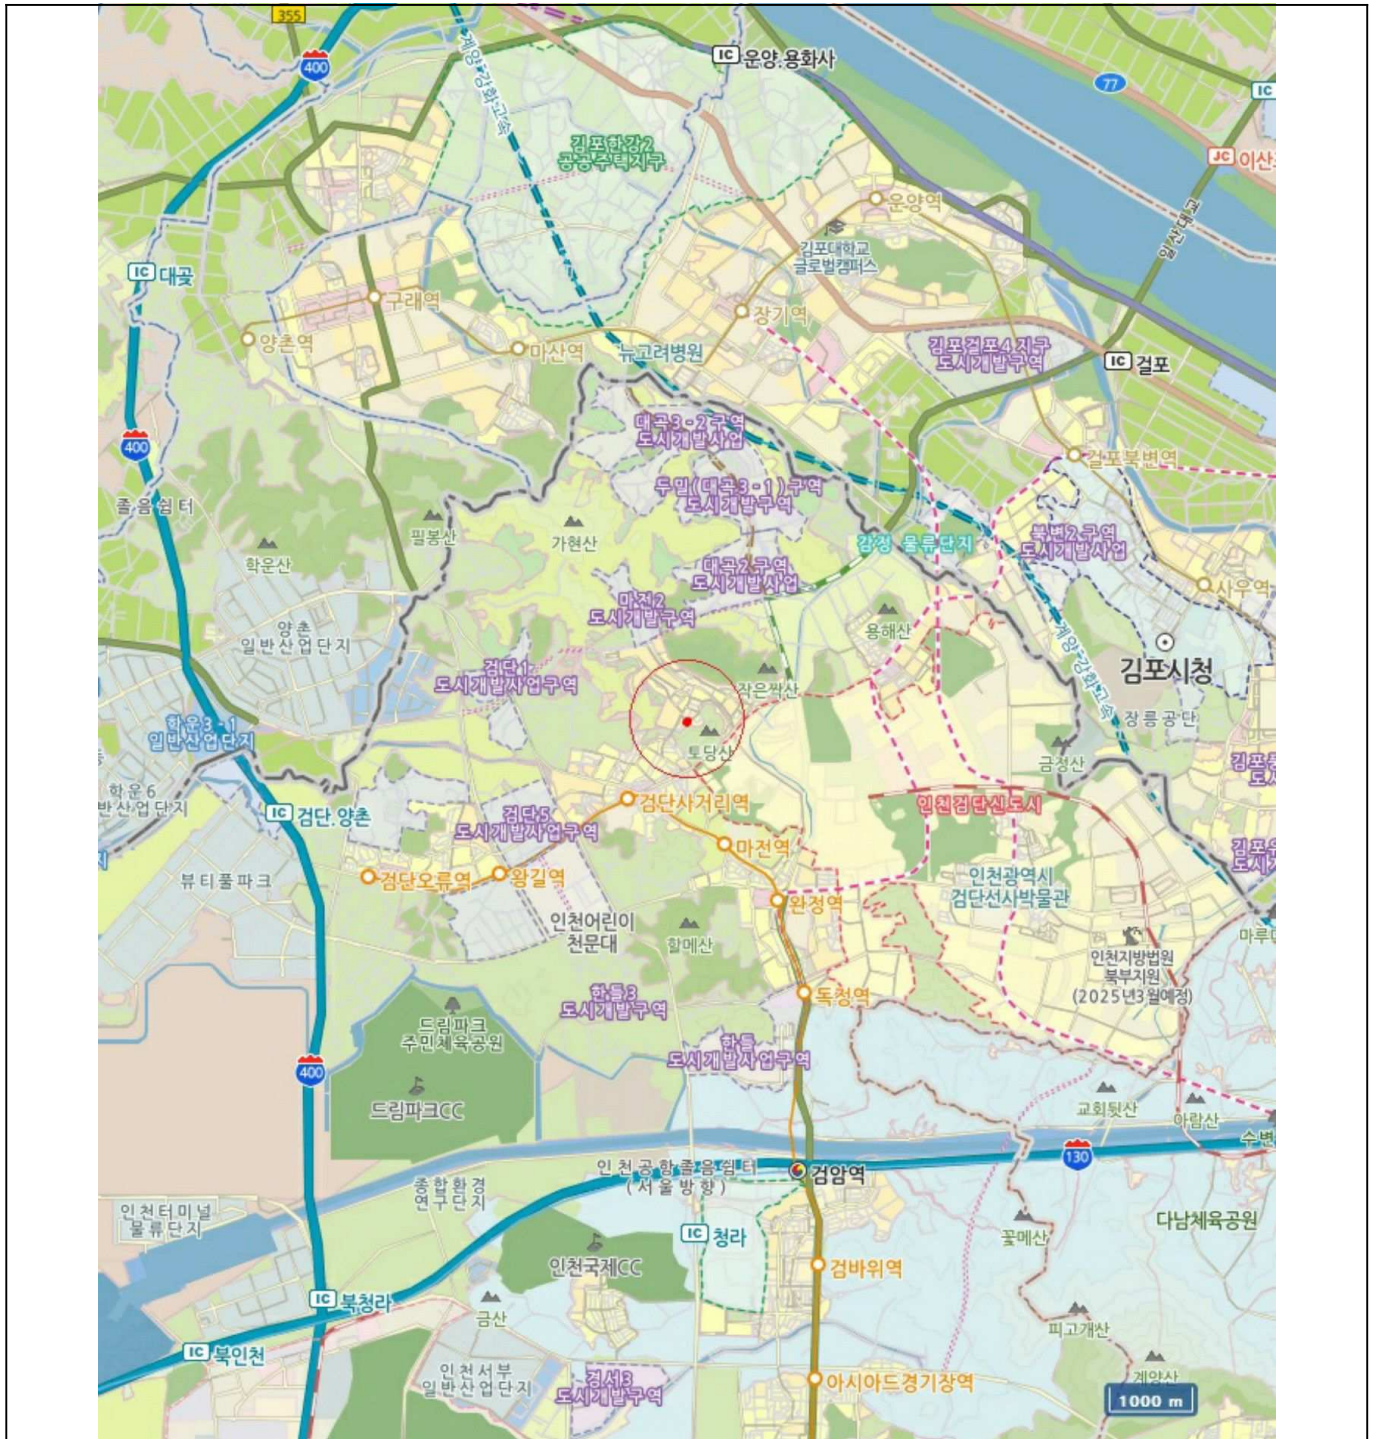 355
400
계양-강화고속
IC 운양.용화사
77
IC
JC 이산포
김포한강2
공공주택지구
운양역
일산대교
김포대학교
글로벌캠퍼스
IC 대곶
구래역
장기역
양촌역
마산역
뉴고려병원
김포걸포4지구
도시개발구역
IC 걸포
400
대곡3-2구역
도시개발사업
걸포북변역
두밀(대곡3-1)구역
도시개발구역
졸음쉼터
필봉산
가현산
학운산
감정 물류단지
북변2구역
도시개발사업
대곡2구역
도시개발사업
사우역
마전2
도시개발구역
용해산
양촌
일반산업단지
계양-강화고속
김포시청
검단1
도시개발사업구역
작은짝산
학운3-1
일반산업단지
토당산
장릉공단
금정산
학운6
반산업단지
검단사거리역
인천검단신도시
IC 검단.양촌
검단5
도시개발사업구역
마전역
뷰티풀파크
검단오류역
왕길역
인천광역시
검단선사박물관
완정역
인천어린이
천문대
할메산
인천지방법원
북부지원
(2025년3월예정)
한들3
도시개발구역
독정역
드림파크
주민체육공원
한들
도시개발사업구역
400
드림파크CC
교회뒷산
아람산
수변
130
인천공항졸음쉼터
(서울방향)
검암역
종합환경
연구단지
인천터미널
물류단지
IC 청라
꽃메산
다남체육공원
인천국제CC
검바위역
IC 북청라
금산
피고개산
IC 북인천
인천서부
일반산업단지
경서3
도시개발구역
아시아드경기장역
계양산
1000 m